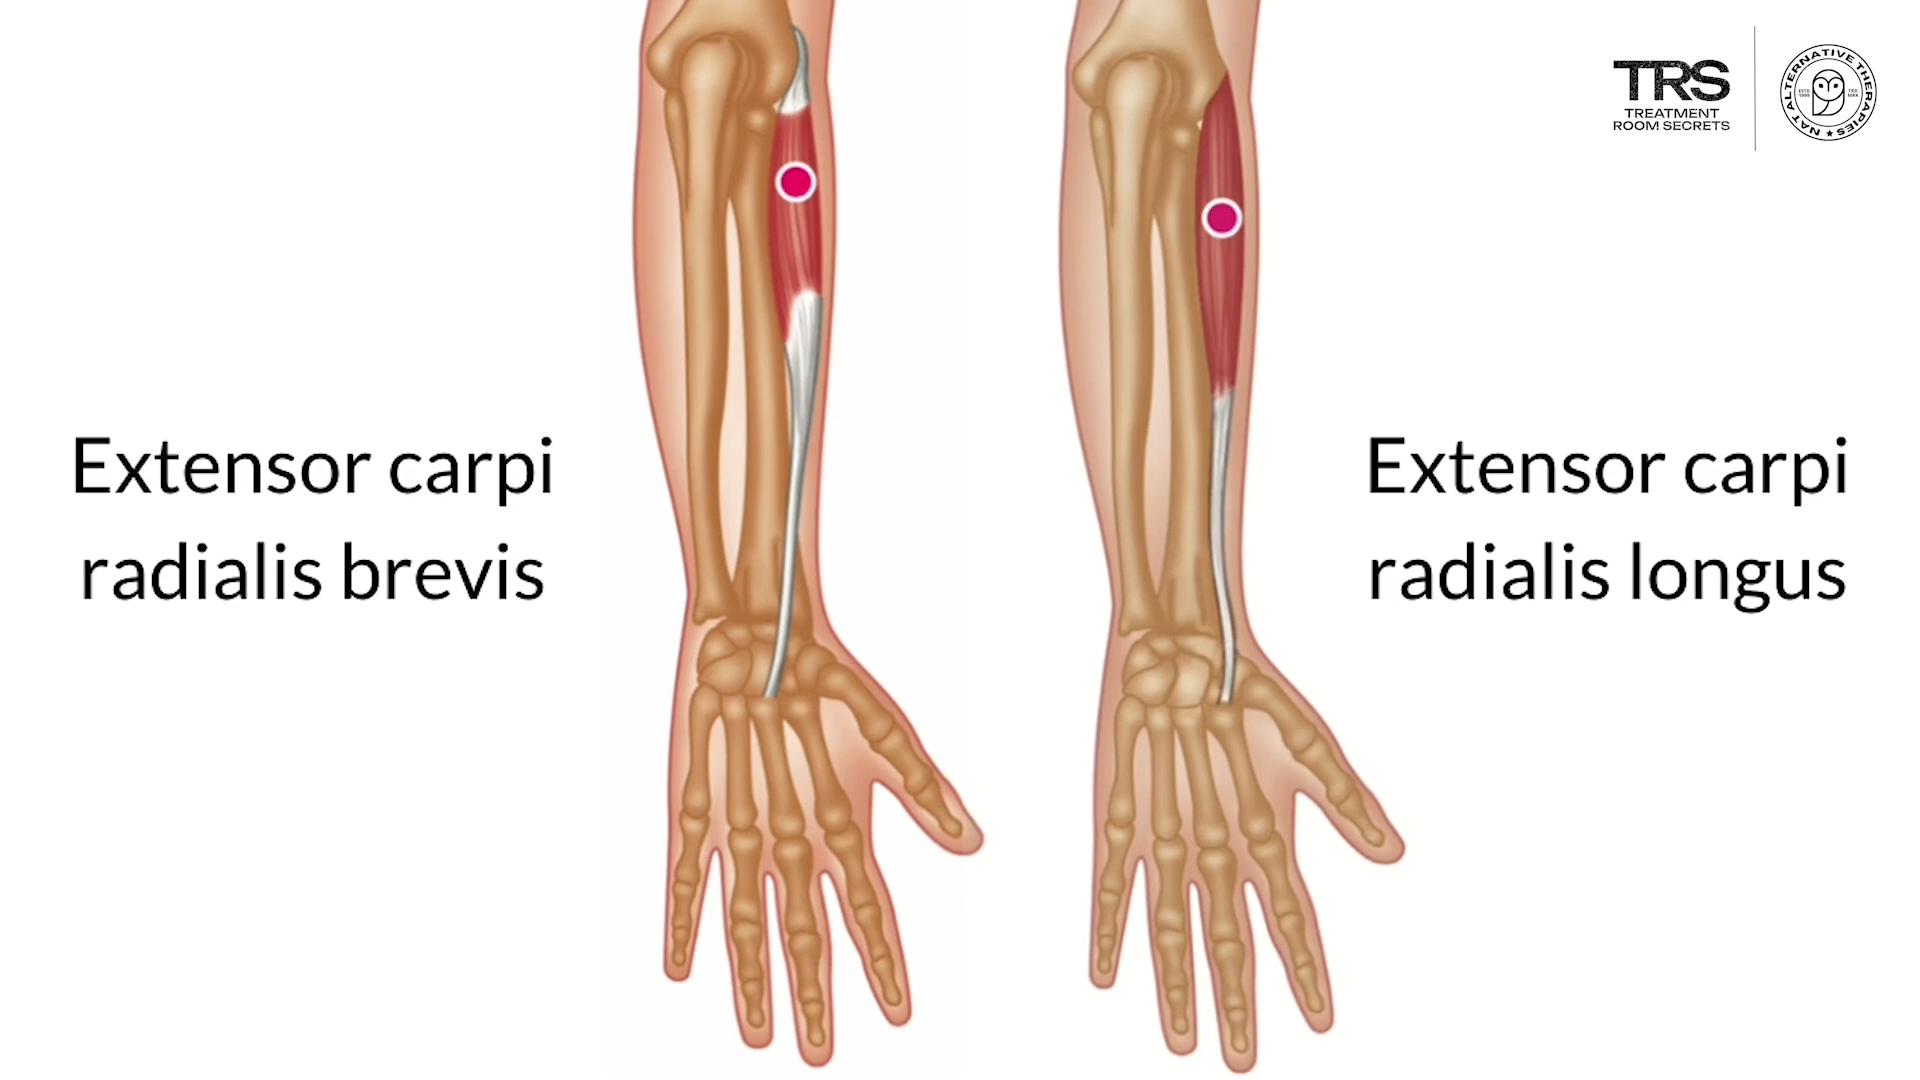 Extensor carpi
radialis brevis
Extensor carpi
radialis longus
TRS
TREATMENT
ROOM SECRETS
NAT ALTERNATIVE THERAPIES ★